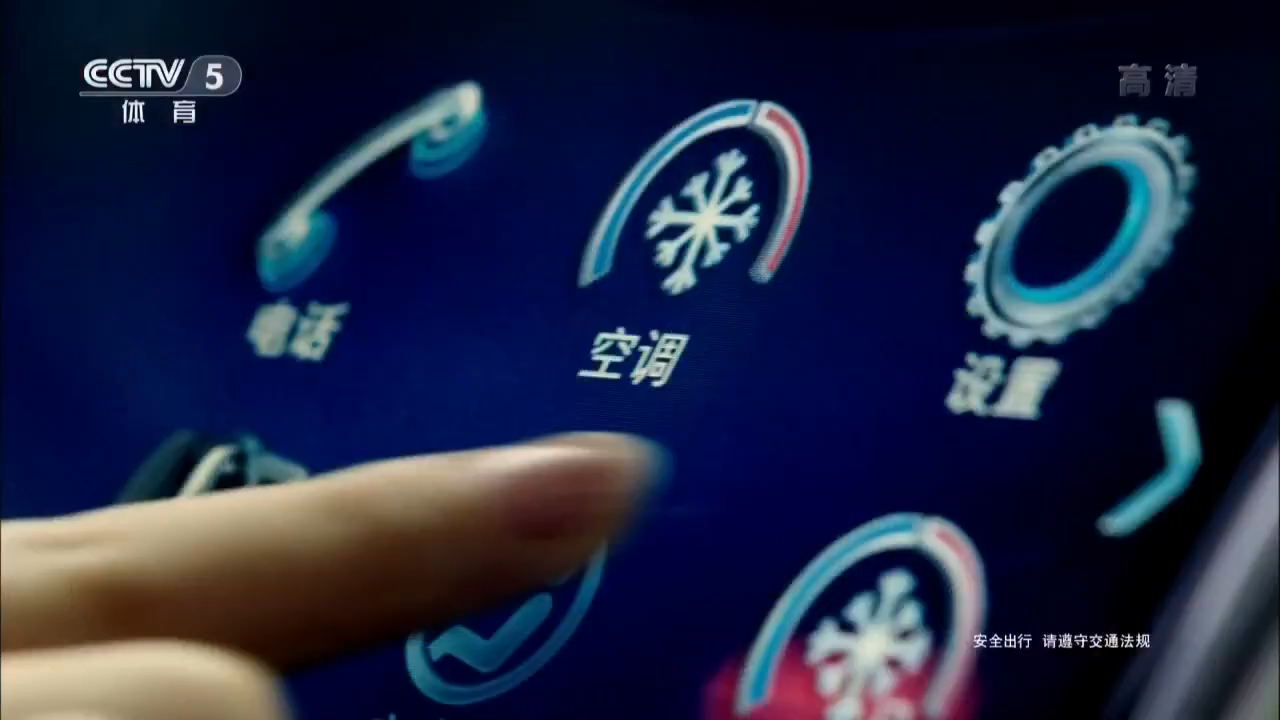 CCTV 5
体育
高清
电话
空调
设置
安全出行 请遵守交通法规